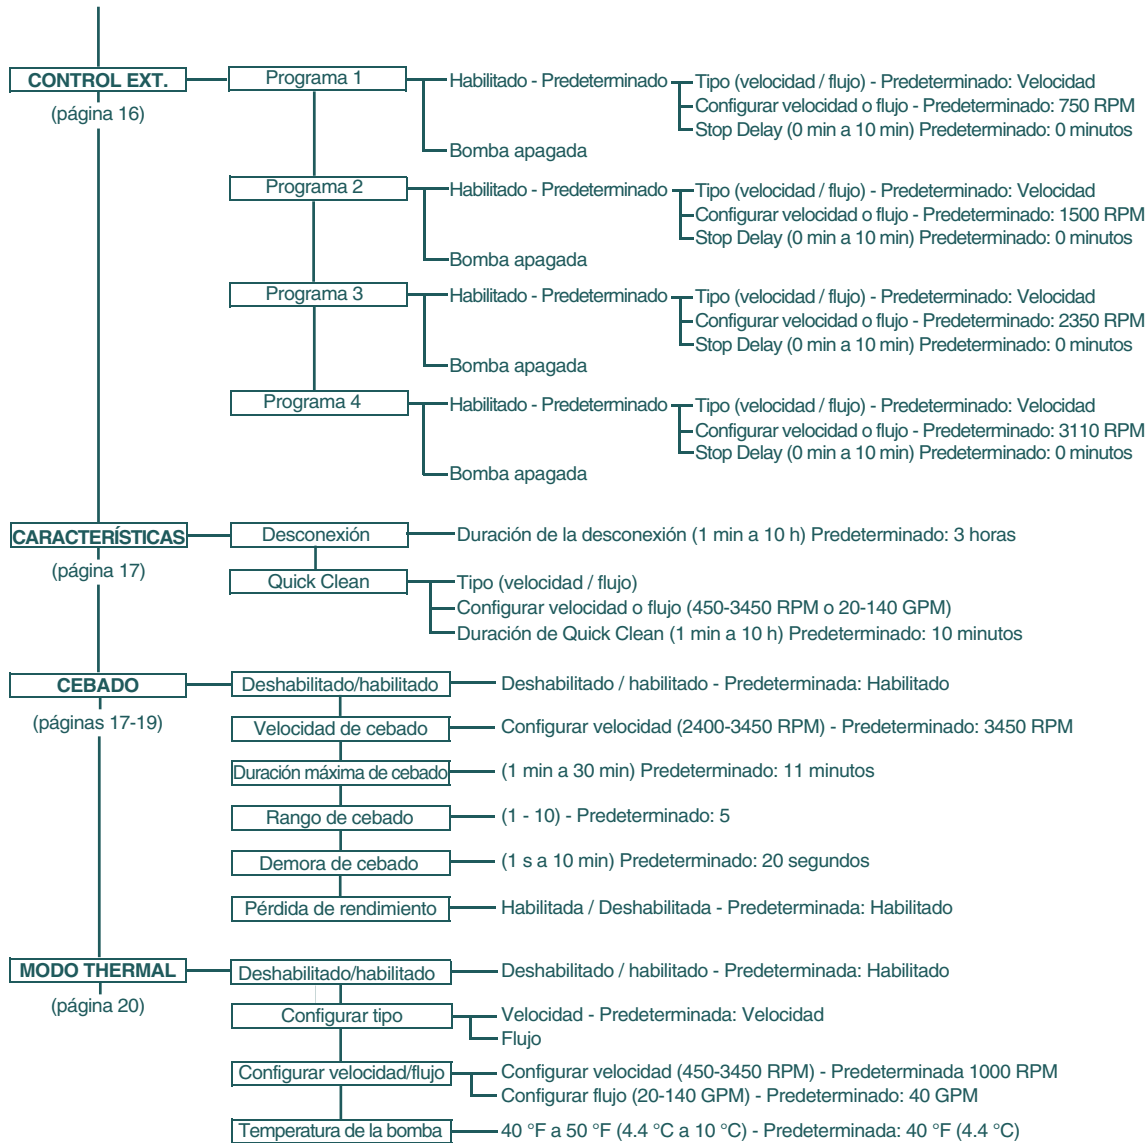 CONTROL EXT.
(página 16)
Programa 1
Habilitado - Predeterminado
Tipo (velocidad / flujo) - Predeterminado: Velocidad
Configurar velocidad o flujo - Predeterminado: 750 RPM
Stop Delay (0 min a 10 min) Predeterminado: 0 minutos
Bomba apagada
Programa 2
Habilitado - Predeterminado
Tipo (velocidad / flujo) - Predeterminado: Velocidad
Configurar velocidad o flujo - Predeterminado: 1500 RPM
Stop Delay (0 min a 10 min) Predeterminado: 0 minutos
Bomba apagada
Programa 3
Habilitado - Predeterminado
Tipo (velocidad / flujo) - Predeterminado: Velocidad
Configurar velocidad o flujo - Predeterminado: 2350 RPM
Stop Delay (0 min a 10 min) Predeterminado: 0 minutos
Bomba apagada
Programa 4
Habilitado - Predeterminado
Tipo (velocidad / flujo) - Predeterminado: Velocidad
Configurar velocidad o flujo - Predeterminado: 3110 RPM
Stop Delay (0 min a 10 min) Predeterminado: 0 minutos
Bomba apagada
CARACTERÍSTICAS
(página 17)
Desconexión
Duración de la desconexión (1 min a 10 h) Predeterminado: 3 horas
Quick Clean
Tipo (velocidad / flujo)
Configurar velocidad o flujo (450-3450 RPM o 20-140 GPM)
Duración de Quick Clean (1 min a 10 h) Predeterminado: 10 minutos
CEBADO
(páginas 17-19)
Deshabilitado/habilitado
Deshabilitado / habilitado - Predeterminada: Habilitado
Velocidad de cebado
Configurar velocidad (2400-3450 RPM) - Predeterminado: 3450 RPM
Duración máxima de cebado
(1 min a 30 min) Predeterminado: 11 minutos
Rango de cebado
(1 - 10) - Predeterminado: 5
Demora de cebado
(1 s a 10 min) Predeterminado: 20 segundos
Pérdida de rendimiento
Habilitada / Deshabilitada - Predeterminada: Habilitado
MODO THERMAL
(página 20)
Deshabilitado/habilitado
Deshabilitado / habilitado - Predeterminada: Habilitado
Configurar tipo
Velocidad - Predeterminada: Velocidad
Flujo
Configurar velocidad/flujo
Configurar velocidad (450-3450 RPM) - Predeterminada 1000 RPM
Configurar flujo (20-140 GPM) - Predeterminado: 40 GPM
Temperatura de la bomba
40 °F a 50 °F (4.4 °C a 10 °C) - Predeterminada: 40 °F (4.4 °C)